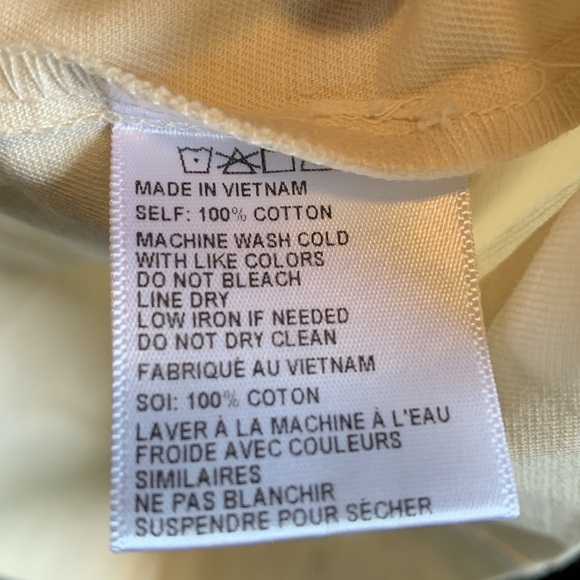 MADE IN VIETNAM
SELF: 100% COTTON
MACHINE WASH COLD
WITH LIKE COLORS
DO NOT BLEACH
LINE DRY
LOW IRON IF NEEDED
DO NOT DRY CLEAN
FABRIQUÉ AU VIETNAM
SOI: 100% COTON
LAVER À LA MACHINE À L'EAU
FROIDE AVEC COULEURS
SIMILAIRES
NE PAS BLANCHIR
SUSPENDRE POUR SÉCHER